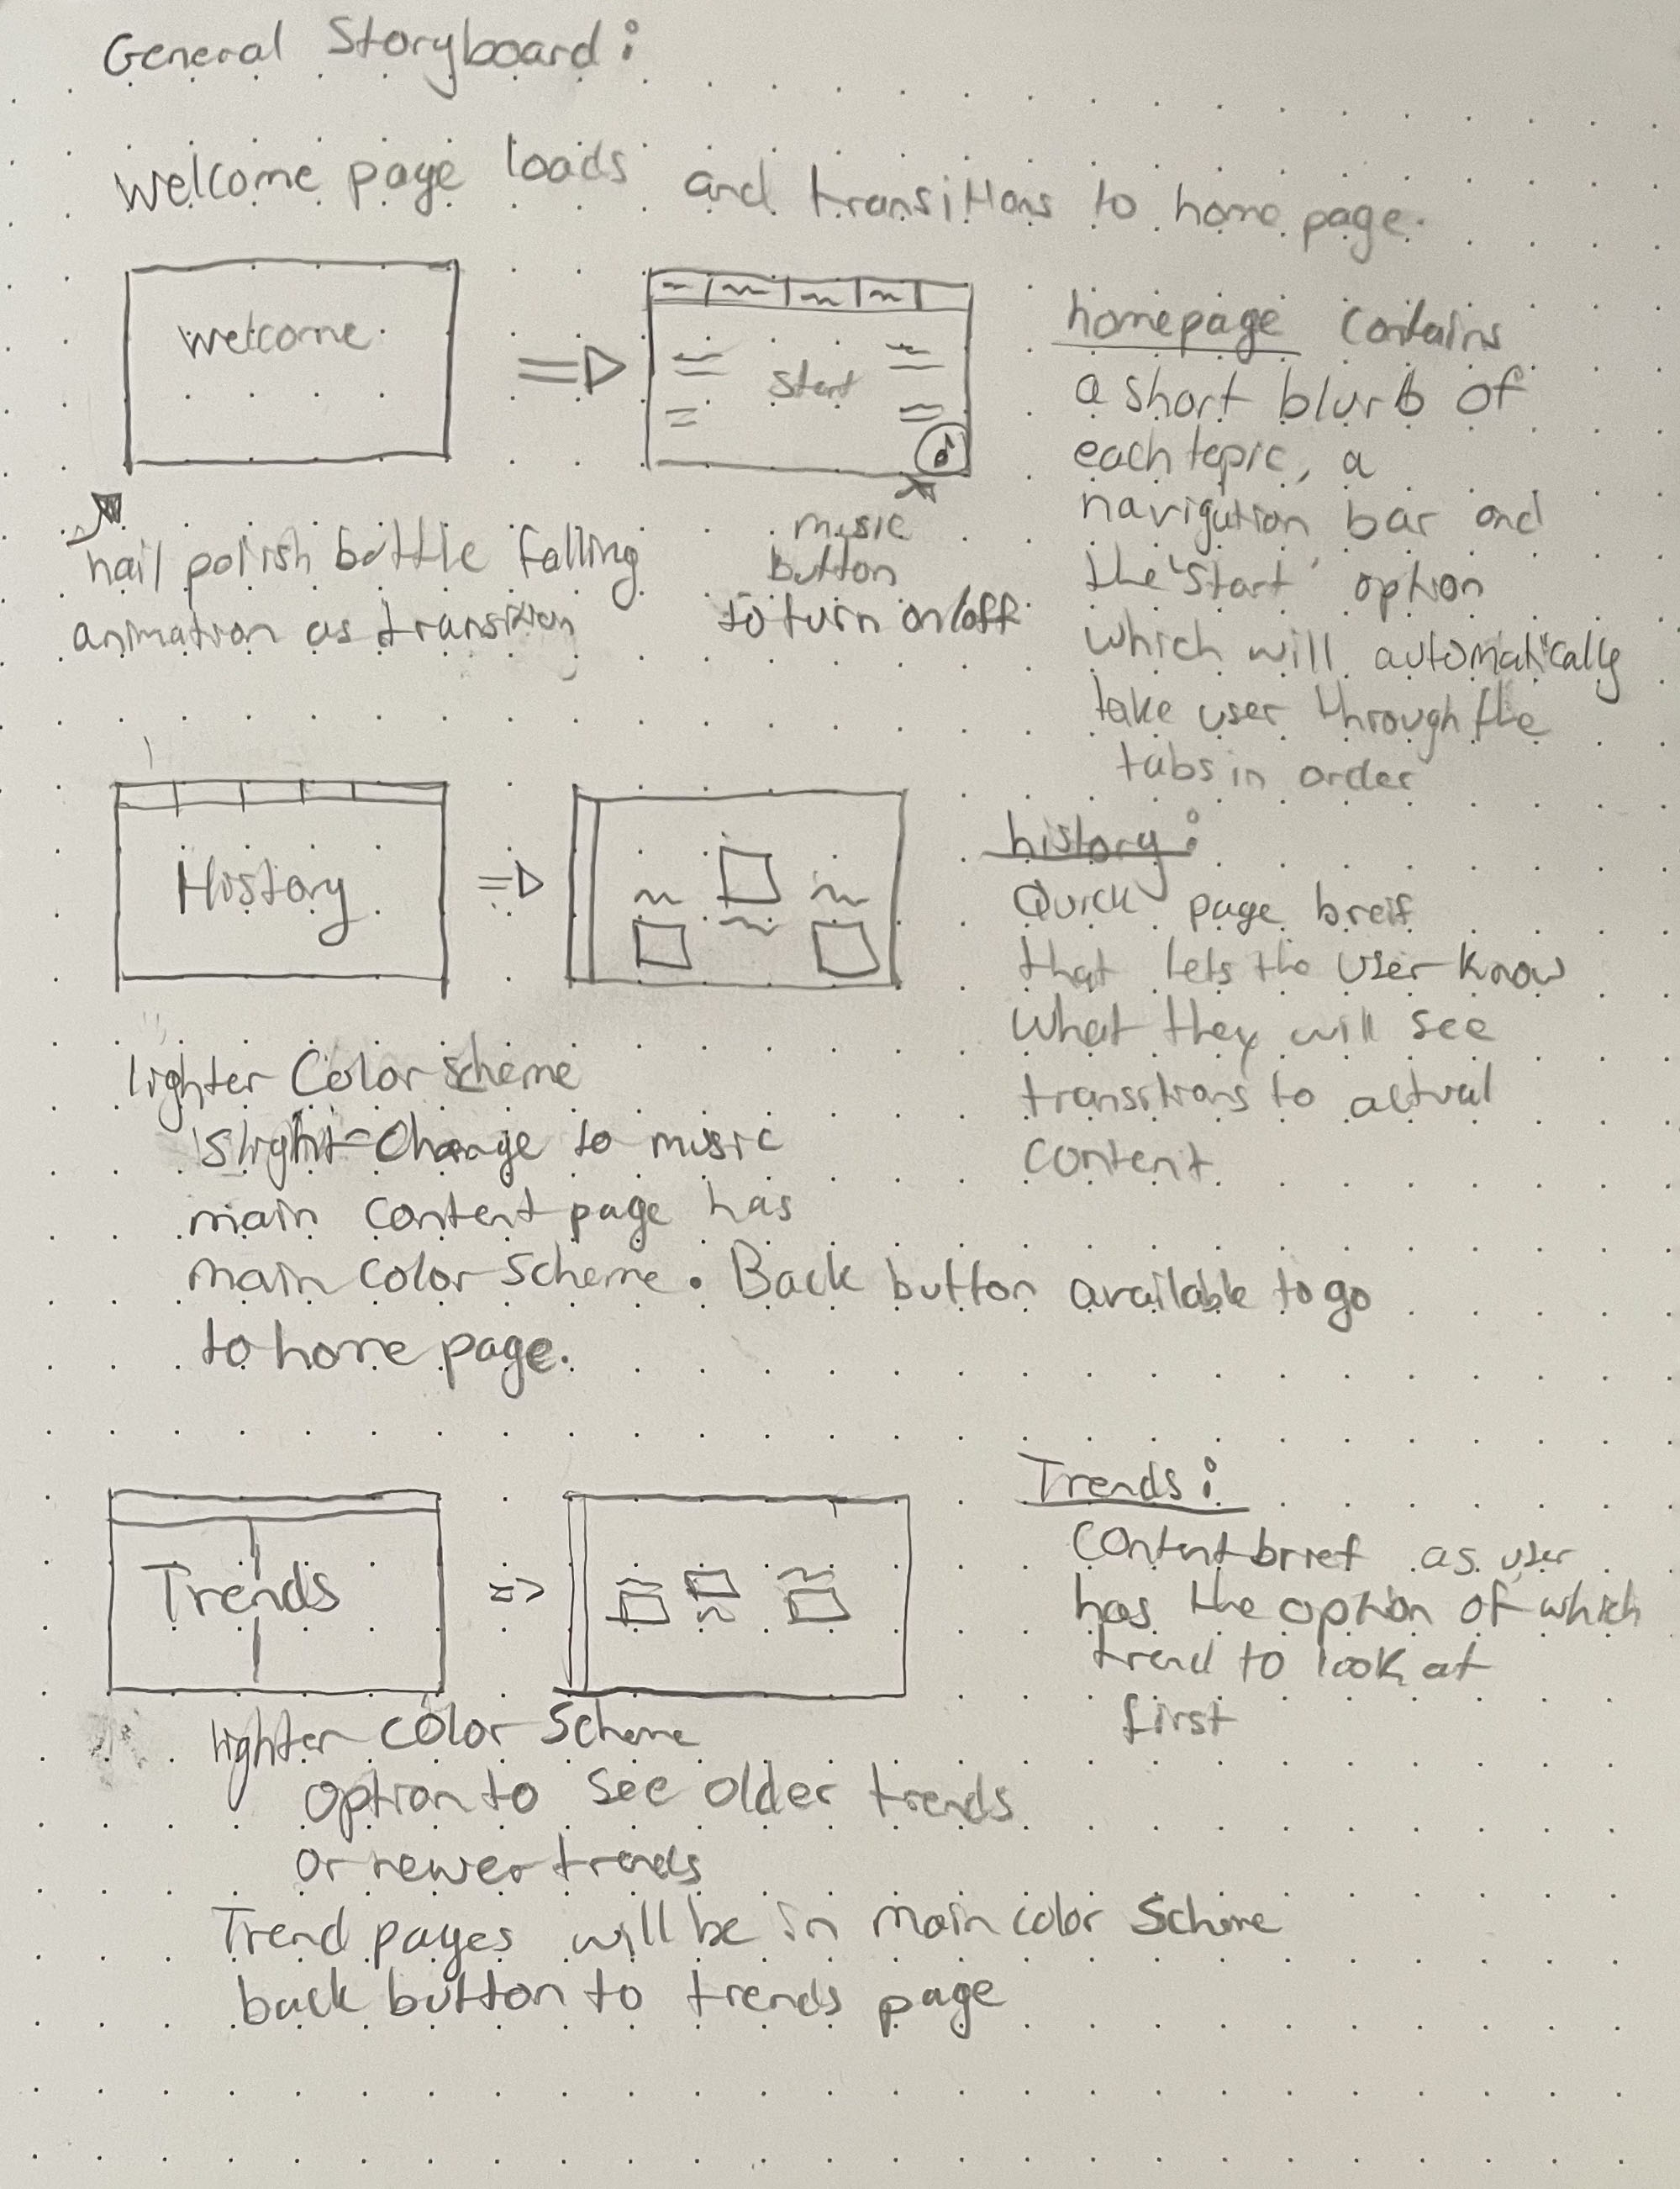 General Storyboard:
Welcome page loads and transitions to home page.
Welcome
Start
homepage contains
a short blurb of
each topic, a
navigation bar and
the 'start' option
which will automatically
take user through the
tabs in order
nail polish bottle falling
animation as transition
music
button
to turn on/off
History
history:
Quick page breif
that lets the user know
what they will see
transitions to actual
content
lighter Color scheme
slight change to music
main content page has
main color scheme. Back button available to go
to home page.
Trends
Trends:
Content brief as user
has the option of which
trend to look at
first
lighter color scheme
option to see older trends
or newer trends
Trend pages will be in main color scheme
back button to trends page